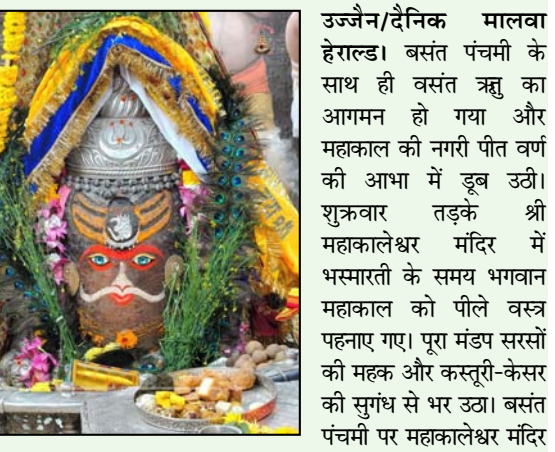 उज्जैन/दैनिक मालवा
हेराल्ड। बसंत पंचमी के
साथ ही वसंत ऋतु का
आगमन हो गया और
महाकाल की नगरी पीत वर्ण
की आभा में डूब उठी।
शुक्रवार तड़के श्री
महाकालेश्वर मंदिर में
भस्मारती के समय भगवान
महाकाल को पीले वस्त्र
पहनाए गए। पूरा मंडप सरसों
की महक और कस्तूरी-केसर
की सुगंध से भर उठा। बसंत
पंचमी पर महाकालेश्वर मंदिर